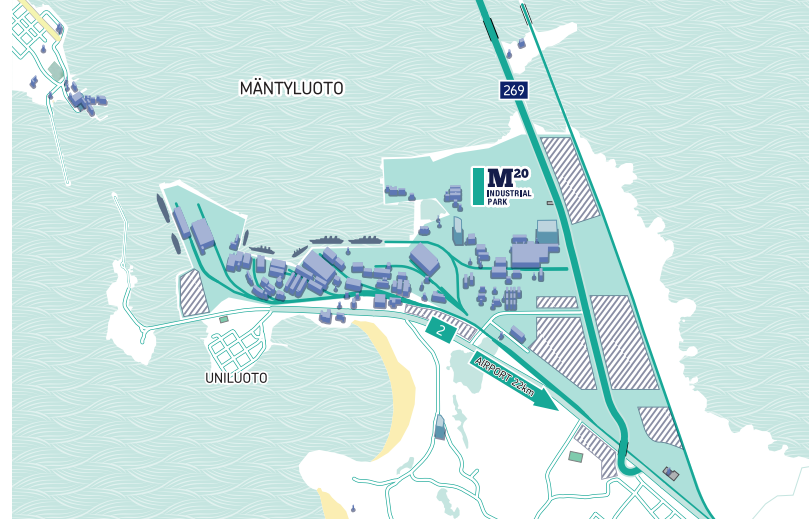 MÄNTYLUOTO
269
M20
INDUSTRIAL
PARK
2
AIRPORT 22km
UNILUOTO